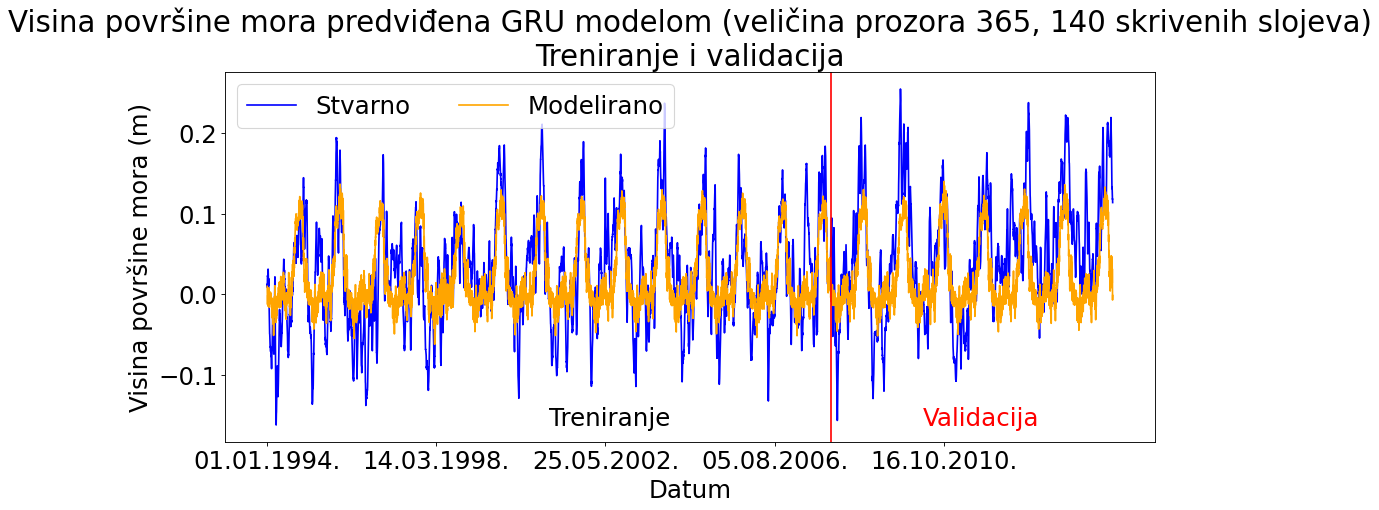 Visina površine mora predviđena GRU modelom (veličina prozora 365, 140 skrivenih slojeva)
Treniranje i validacija
Stvarno
Modelirano
Visina površine mora (m)
0.2
0.1
0.0
−0.1
Treniranje
Validacija
01.01.1994.
14.03.1998.
25.05.2002.
05.08.2006.
16.10.2010.
Datum